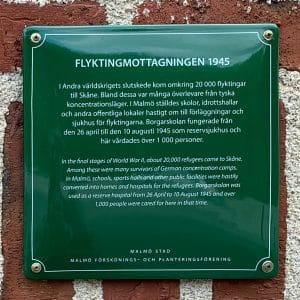 FLYKTINGMOTTAGNINGEN 1945
I Andra världskrigets slutskede kom omkring 20 000 flyktingar
till Skåne. Bland dessa var många överlevare från tyska
koncentrationsläger. I Malmö ställdes skolor, idrottshallar
och andra offentliga lokaler hastigt om till förläggningar och
sjukhus för flyktingarna. Borgarskolan fungerade från
den 26 april till den 10 augusti 1945 som reservsjukhus och
här vårdades över 1 000 personer.
In the final stages of World War II, about 20,000 refugees came to Skåne.
Among these were many survivors of German concentration camps.
In Malmö, schools, sports halls and other public facilities were hastily
converted into homes and hospitals for the refugees. Borgarskolan was
used as a reserve hospital from 26 April to 10 August 1945 and over
1,000 people were cared for here in that time.
MALMÖ STAD
MALMÖ FÖRSKÖNINGS- OCH PLANTERINGSFÖRENING